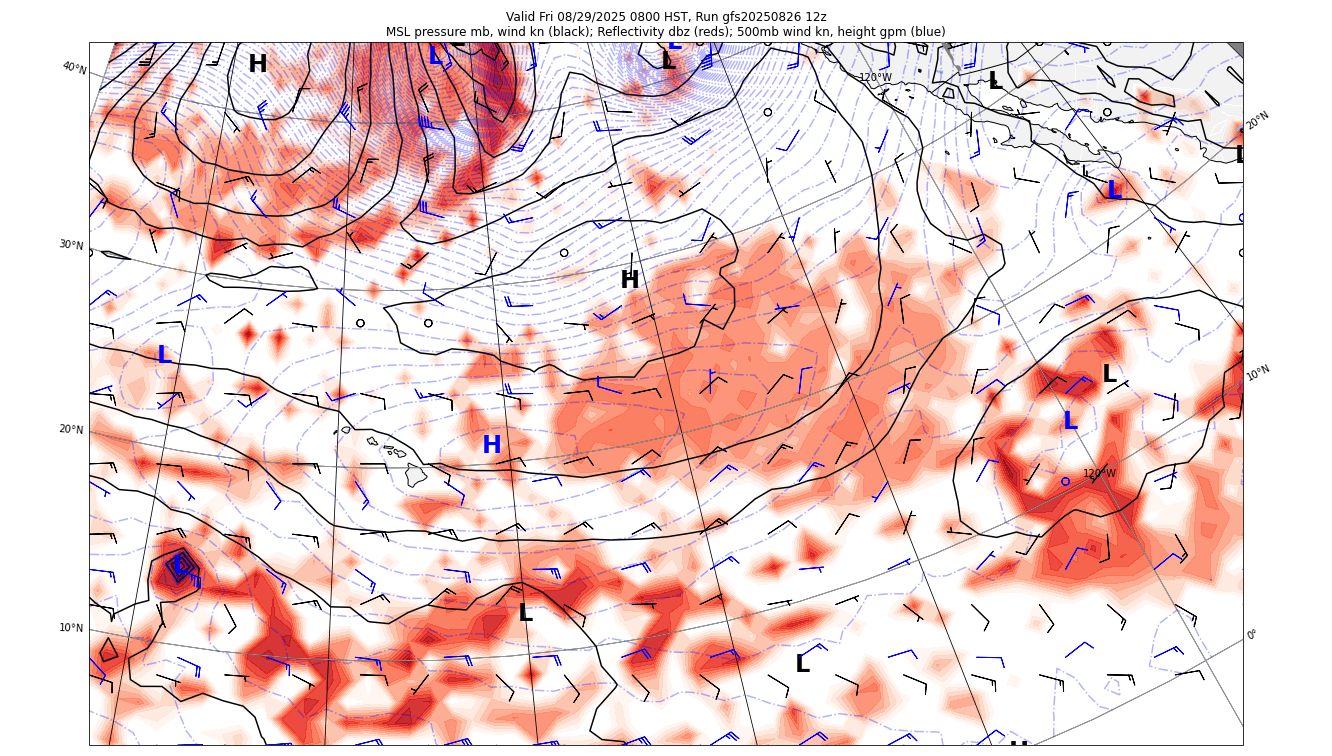 Valid Fri 08/29/2025 0800 HST, Run gfs20250826 12z
MSL pressure mb, wind kn (black); Reflectivity dbz (reds); 500mb wind kn, height gpm (blue)
L
L
H
L
L
40°N
120°W
L
20°N
L
L
30°N
H
L
L
10°N
L
20°N
H
120°W
L
L
10°N
0°
L
H